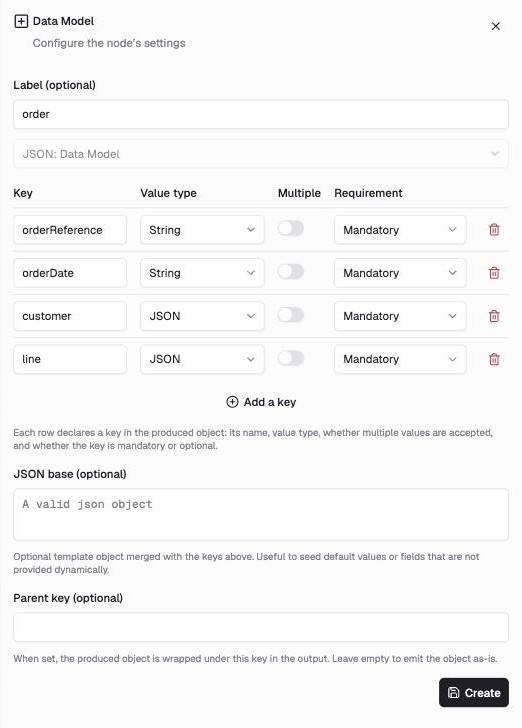 Data Model
Configure the node's settings
Label (optional)
order
JSON: Data Model
Key Value type Multiple Requirement
orderReference String Mandatory
orderDate String Mandatory
customer JSON Mandatory
line JSON Mandatory
Add a key
Each row declares a key in the produced object: its name, value type, whether multiple values are accepted,
and whether the key is mandatory or optional.
JSON base (optional)
A valid json object
Optional template object merged with the keys above. Useful to seed default values or fields that are not
provided dynamically.
Parent key (optional)
When set, the produced object is wrapped under this key in the output. Leave empty to emit the object as-is.
Create